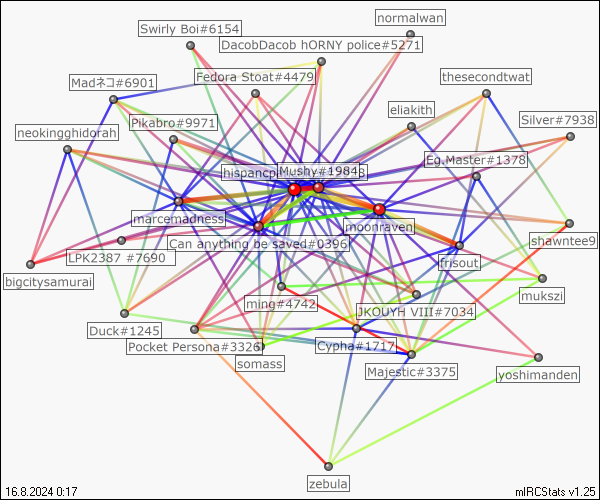 normalwan
Swirly Boi#6154
DacobDacob hORNY police#5271
Fedora Stoat#4479
thesecondtwat
Madネコ#6901
eliakith
Silver#7938
Pikabro#9971
neokingghidorah
Eg.Master#1378
Mushy#1984
marcemadness
moonraven
shawntee9
Can anything be saved#0396
LPK2387 #7690
frisout
bigcitysamurai
mukszi
ming#4742
JKOUYH VIII#7034
Duck#1245
Pocket Persona#3326
Cypha#1717
somass
Majestic#3375
yoshimanden
zebula
16.8.2024 0:17
mIRCStats v1.25